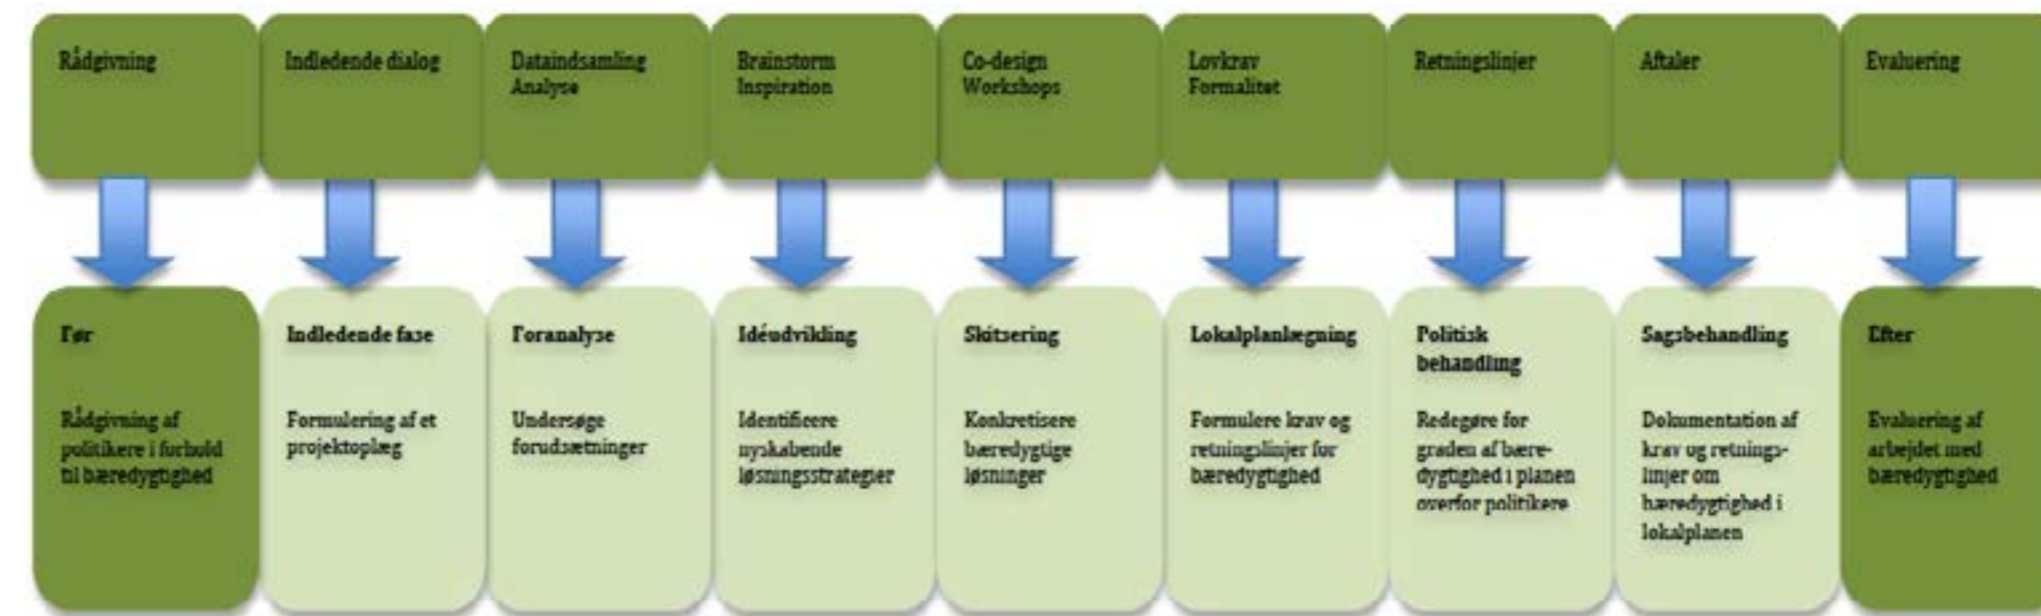 Rådgivning
Indledende dialog
Dataindsamling
Analyse
Brainstorm
Inspiration
Co-design
Workshops
Lovkrav
Formalitet
Retningslinjer
Aftaler
Evaluering
Før
Rådgivning af
politikere i forhold
til bæredygtighed
Indledende fase
Formulering af et
projektoplæg
Foranalyse
Undersøge
forudsætninger
Idéudvikling
Identificere
nyskabende
løsningsstrategier
Skitsering
Konkretisere
bæredygtige
løsninger
Lokalplanlægning
Formulere krav og
retningslinjer for
bæredygtighed
Politisk
behandling
Redegøre for
graden af bære-
dygtighed i planen
overfor politikere
Sagsbehandling
Dokumentation af
krav og retnings-
linjer om
bæredygtighed i
lokalplanen
Efter
Evaluering af
arbejdet med
bæredygtighed